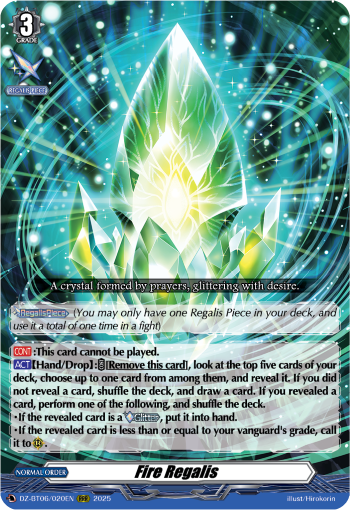 3
GRADE
REGALIS PIECE
A crystal formed by prayers, glittering with desire.
RegalisPiece (You may only have one Regalis Piece in your deck, and
use it a total of one time in a fight)
CONT:This card cannot be played.
ACT【Hand/Drop】:[Remove this card], look at the top five cards of your
deck, choose up to one card from among them, and reveal it. If you did
not reveal a card, shuffle the deck, and draw a card. If you revealed a
card, perform one of the following, and shuffle the deck.
・If the revealed card is a , put it into hand.
・If the revealed card is less than or equal to your vanguard's grade, call
it to .
NORMAL ORDER
Fire Regalis
DZ-BT06/020EN RRR 2025
illust/Hirokorin